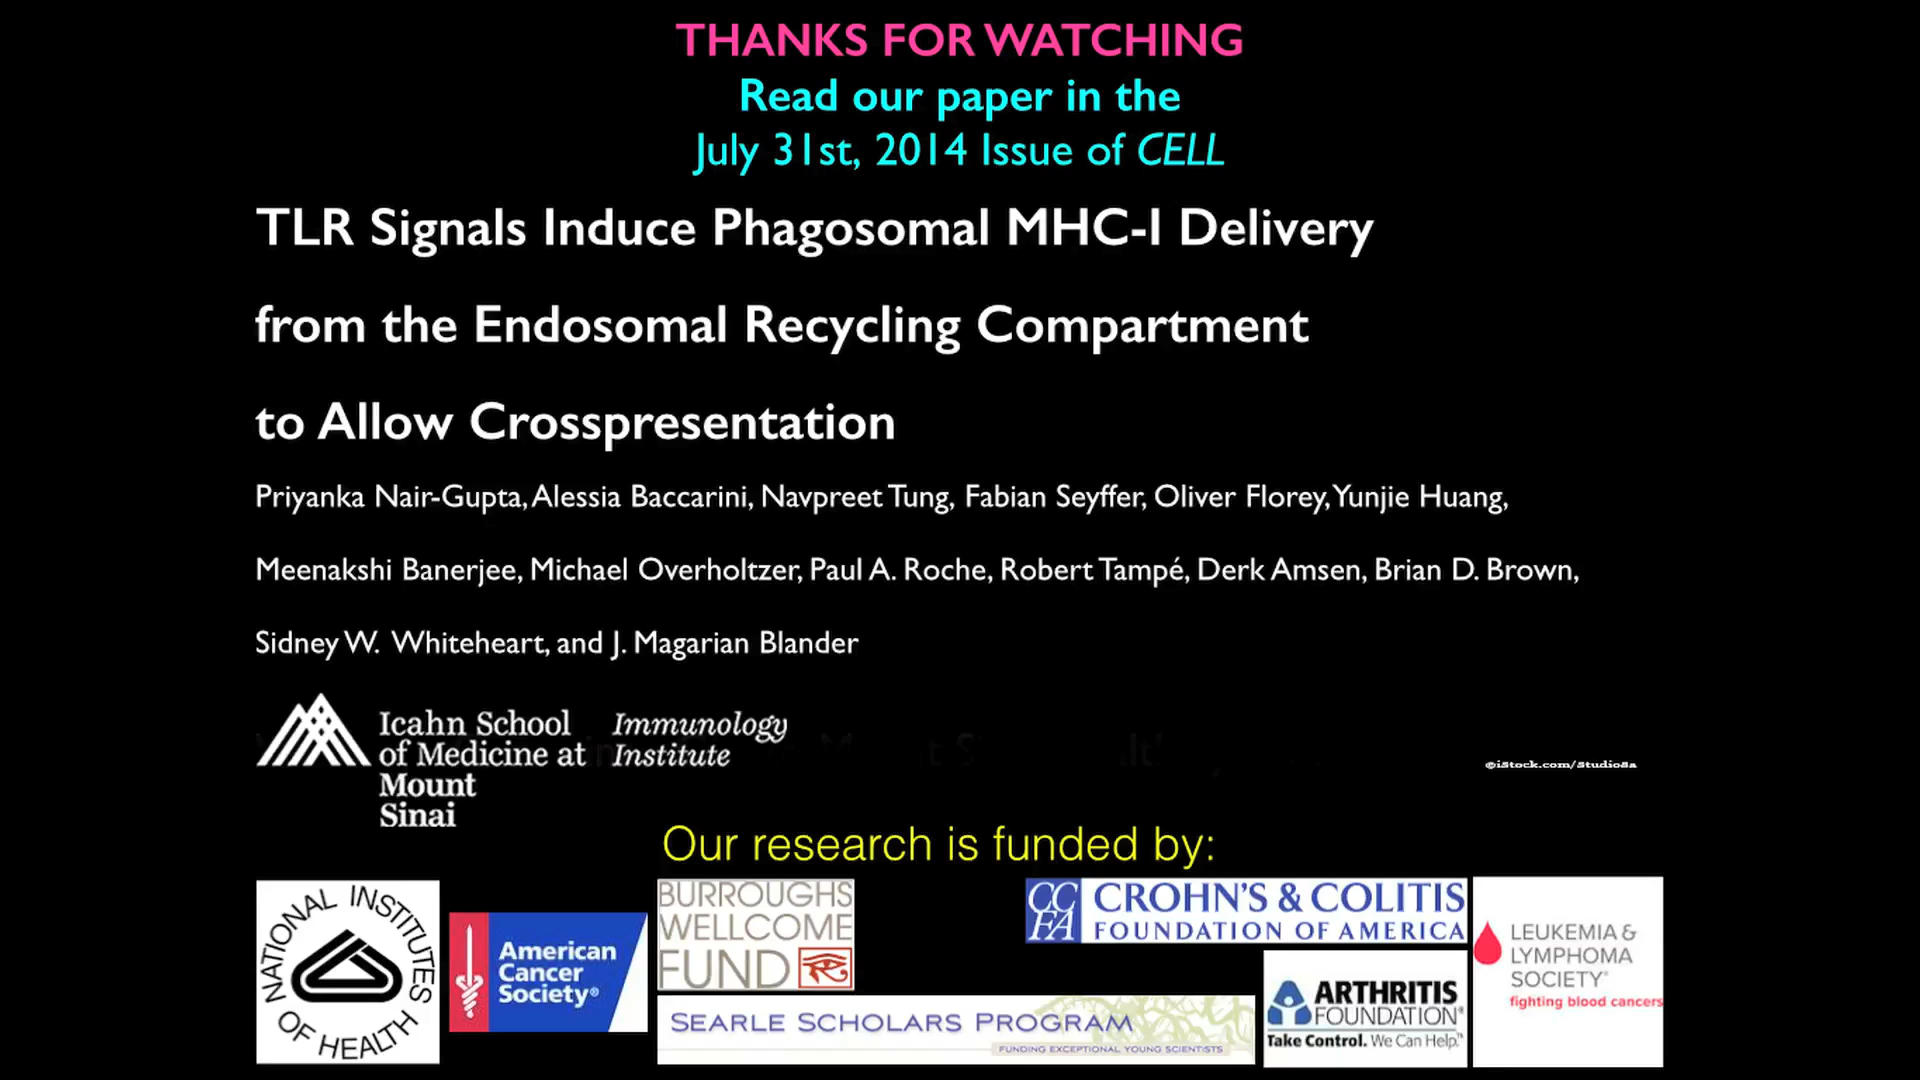 THANKS FOR WATCHING
Read our paper in the
July 31st, 2014 Issue of CELL
TLR Signals Induce Phagosomal MHC-I Delivery
from the Endosomal Recycling Compartment
to Allow Crosspresentation
Priyanka Nair-Gupta, Alessia Baccarini, Navpreet Tung, Fabian Seyffer, Oliver Florey, Yunjie Huang,
Meenakshi Banerjee, Michael Overholtzer, Paul A. Roche, Robert Tampé, Derk Amsen, Brian D. Brown,
Sidney W. Whiteheart, and J. Magarian Blander
Icahn School
of Medicine at
Mount
Sinai
Immunology
Institute
©iStock.com/Studio8a
Our research is funded by:
NATIONAL INSTITUTES
OF HEALTH
American
Cancer
Society®
BURROUGHS
WELLCOME
FUND
SEARLE SCHOLARS PROGRAM
FUNDING EXCEPTIONAL YOUNG SCIENTISTS
CCFA
CROHN'S & COLITIS
FOUNDATION OF AMERICA
ARTHRITIS
FOUNDATION®
Take Control. We Can Help.™
LEUKEMIA &
LYMPHOMA
SOCIETY®
fighting blood cancers